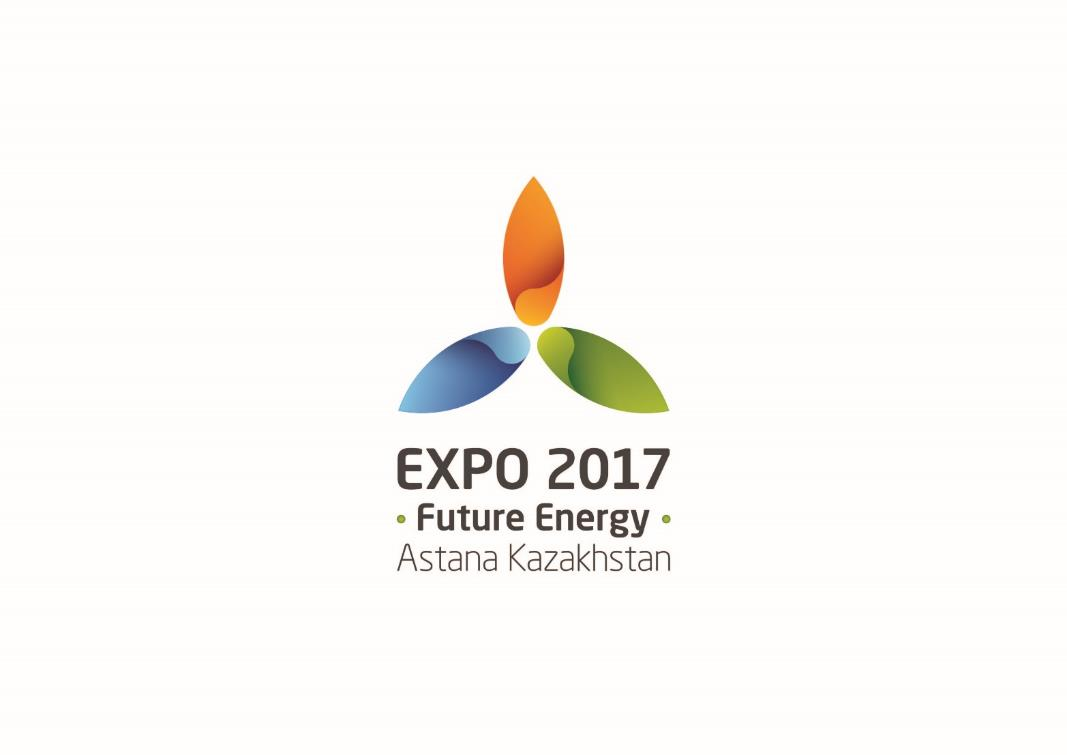 EXPO 2017
• Future Energy •
Astana Kazakhstan